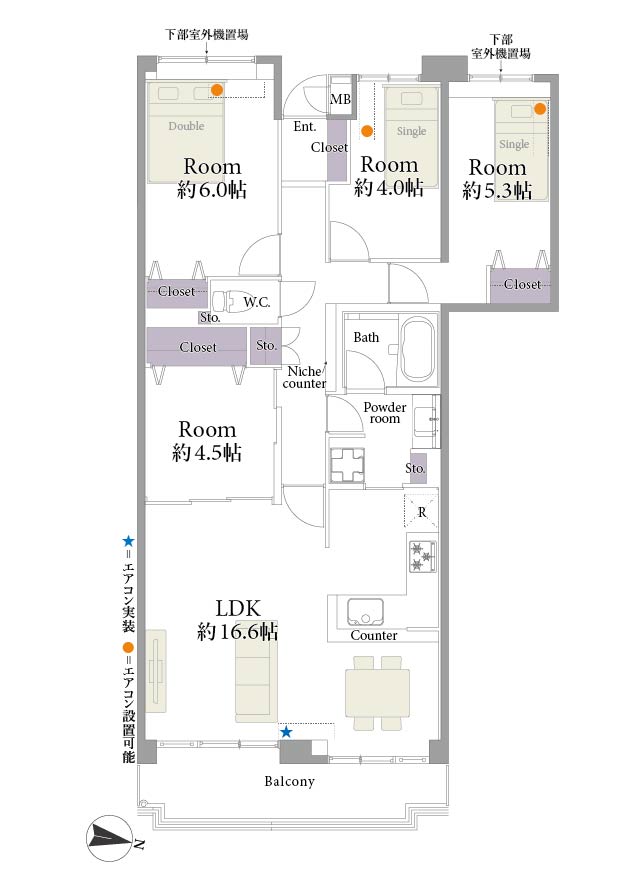 下部室外機置場
下部
室外機置場
Double
Room
約6.0帖
MB
Ent.
Closet
Single
Room
約4.0帖
Single
Room
約5.3帖
Closet
Closet
W.C.
Sto.
Closet
Sto.
Bath
Niche
counter
Room
約4.5帖
Powder
room
Sto.
R
★=エアコン実装
●=エアコン設置可能
LDK
約16.6帖
Counter
★
Balcony
N